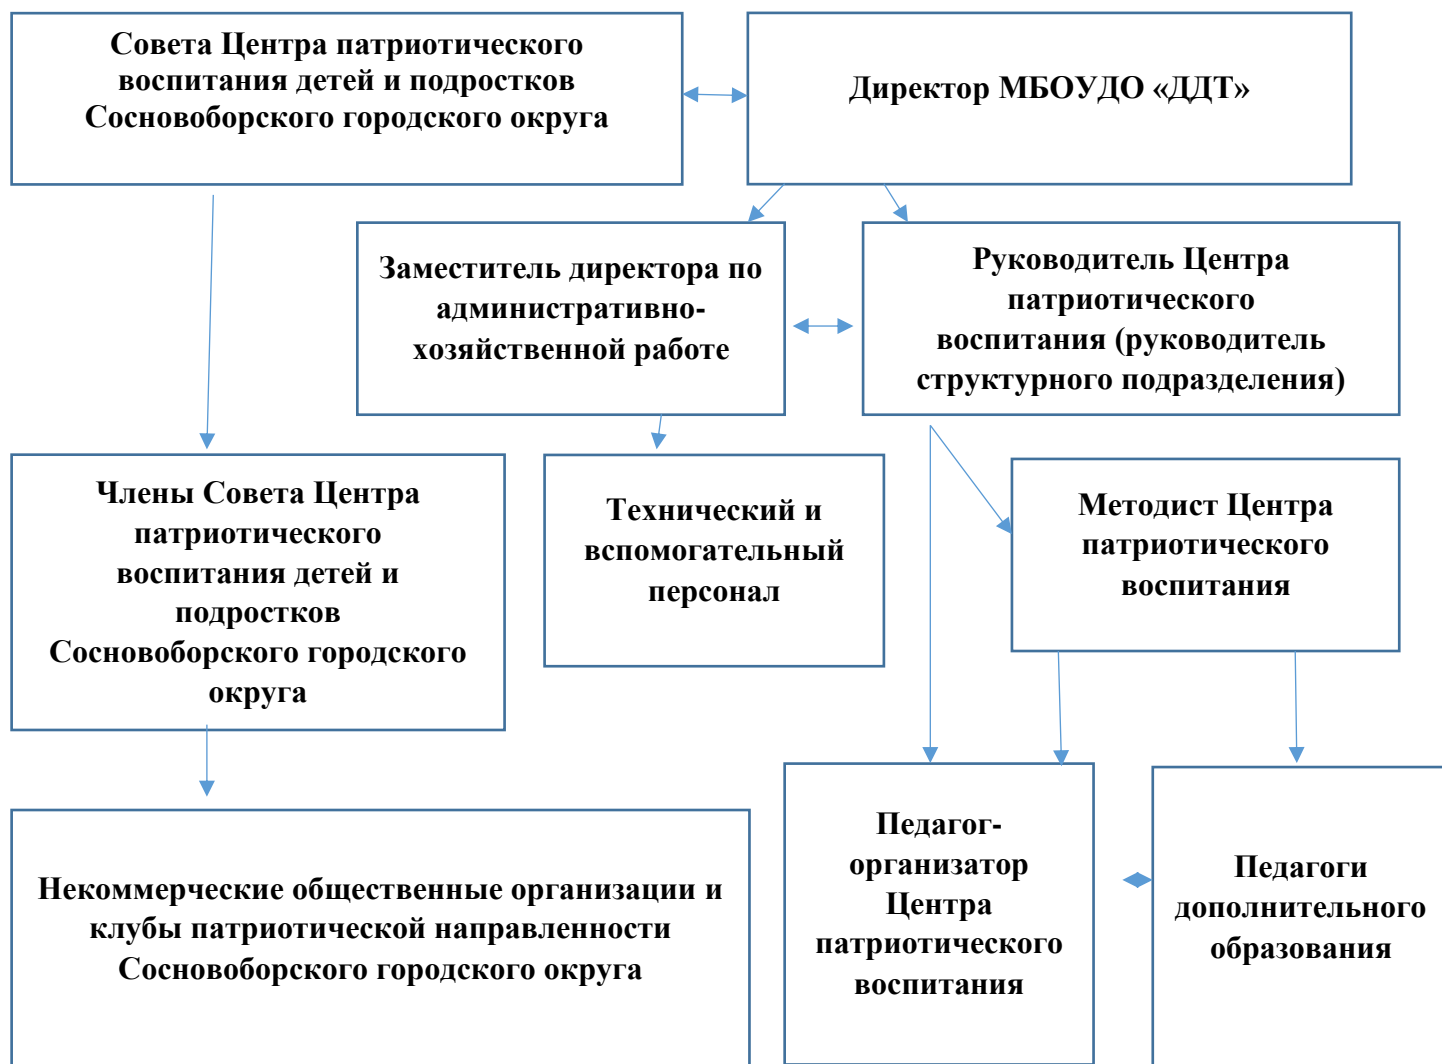 Совета Центра патриотического
воспитания детей и подростков
Сосновоборского городского округа
Директор МБОУДО «ДДТ»
Заместитель директора по
административно-
хозяйственной работе
Руководитель Центра
патриотического
воспитания (руководитель
структурного подразделения)
Члены Совета Центра
патриотического
воспитания детей и
подростков
Сосновоборского городского
округа
Технический и
вспомогательный
персонал
Методист Центра
патриотического
воспитания
Некоммерческие общественные организации и
клубы патриотической направленности
Сосновоборского городского округа
Педагог-
организатор
Центра
патриотического
воспитания
Педагоги
дополнительного
образования